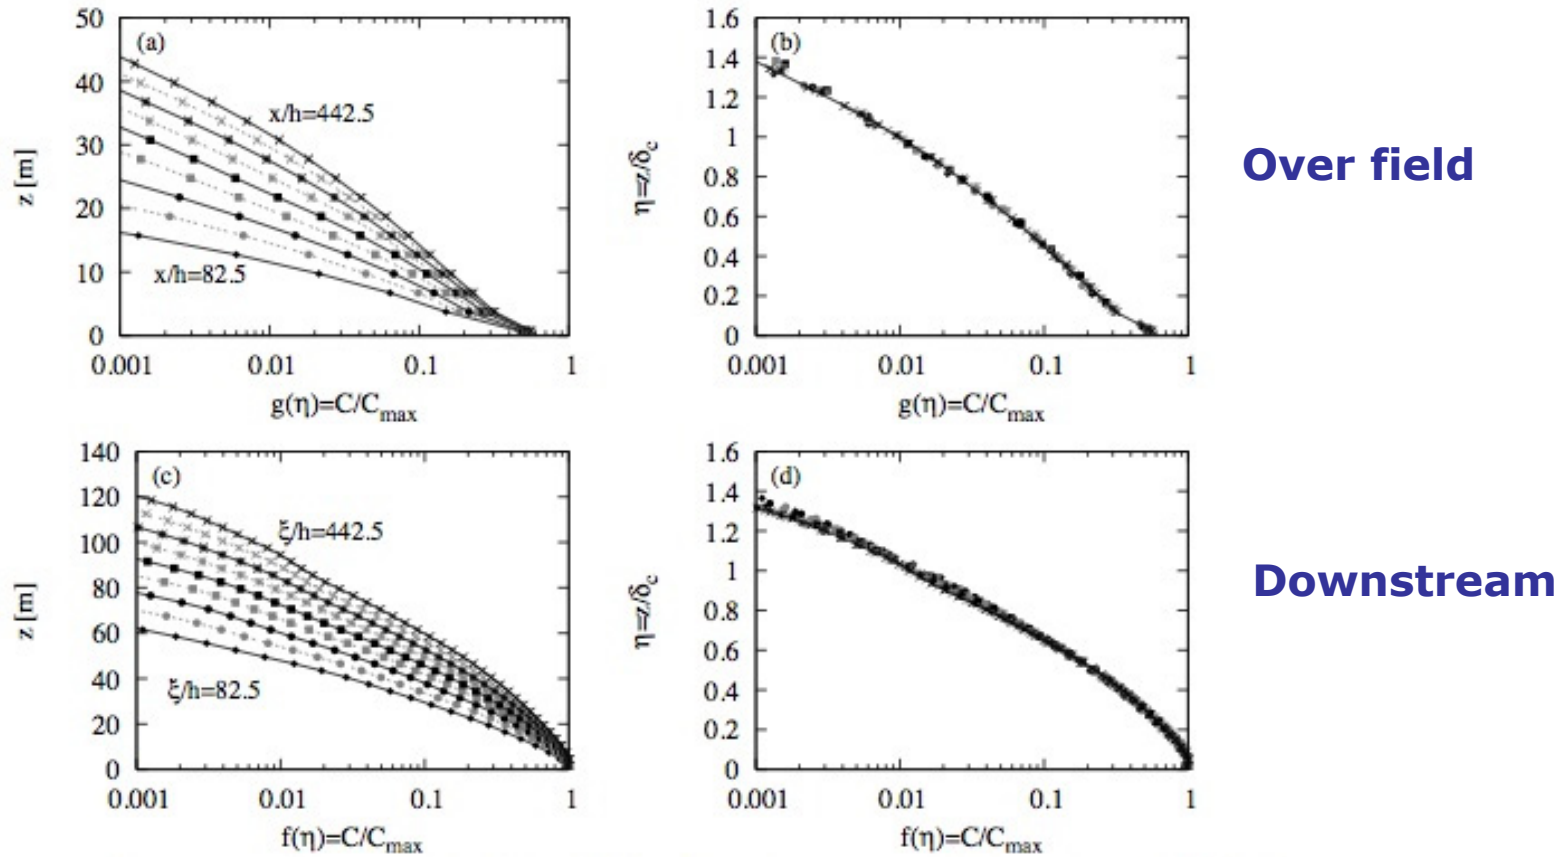 50
40
30
20
10
0
z [m]
(a)
x/h=442.5
x/h=82.5
0.001
0.01
0.1
1
g(η)=C/Cmax
1.6
1.4
1.2
1
0.8
0.6
0.4
0.2
0
η=z/δc
(b)
0.001
0.01
0.1
1
g(η)=C/Cmax
Over field
140
120
100
80
60
40
20
0
z [m]
(c)
ξ/h=442.5
ξ/h=82.5
0.001
0.01
0.1
1
f(η)=C/Cmax
1.6
1.4
1.2
1
0.8
0.6
0.4
0.2
0
η=z/δc
(d)
0.001
0.01
0.1
1
f(η)=C/Cmax
Downstream